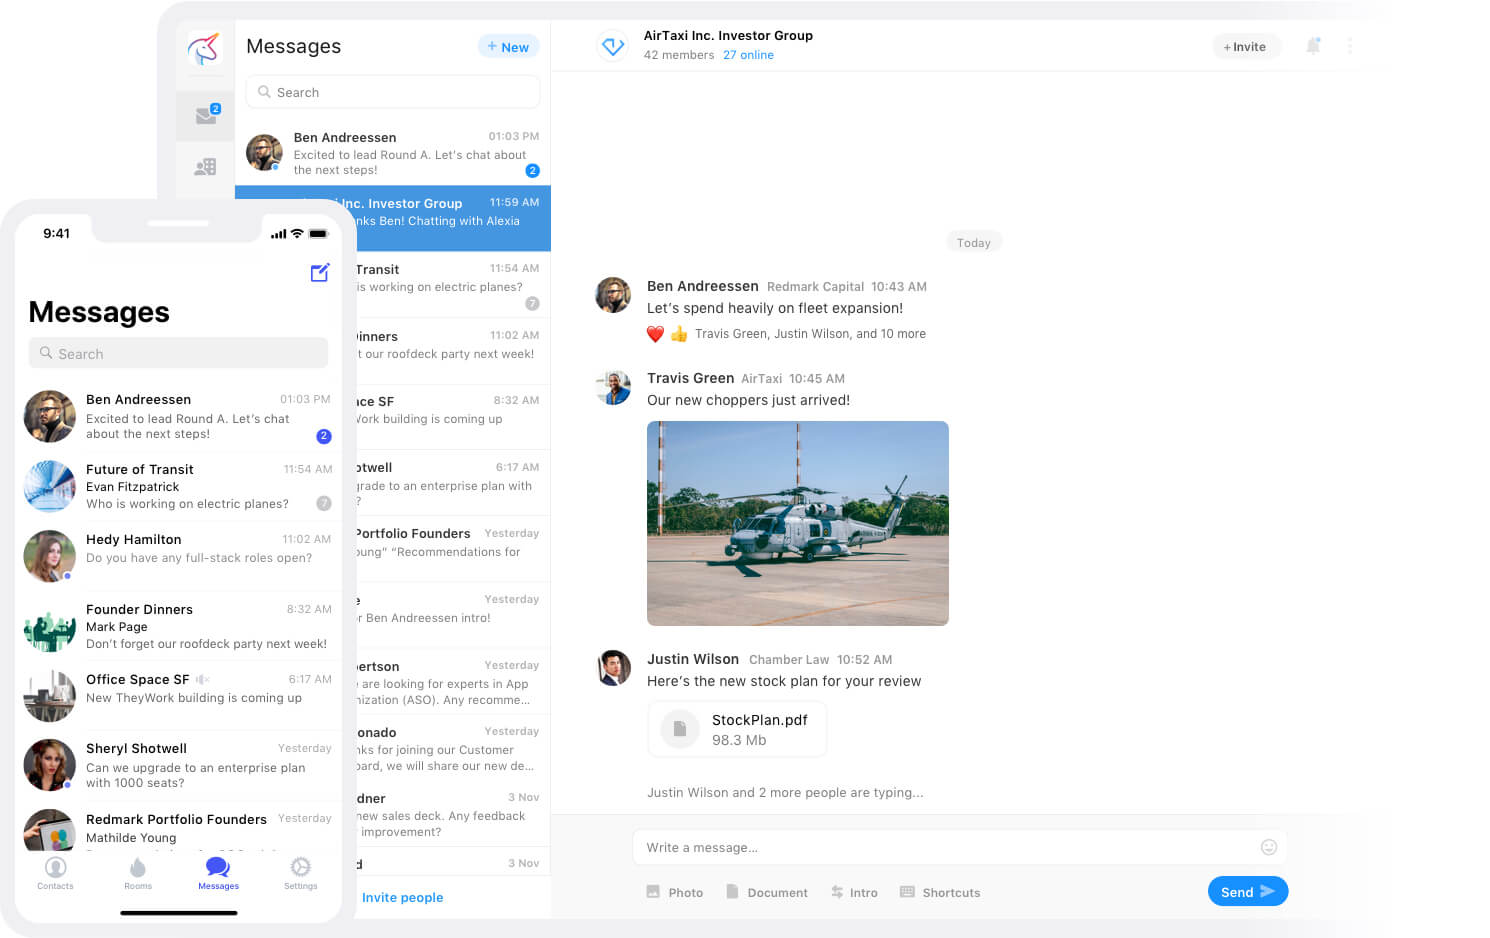 Messages
+ New
Search
2
Ben Andreessen 01:03 PM
Excited to lead Round A. Let's chat about
the next steps!
2
Inc. Investor Group 11:59 AM
Ben! Chatting with Alexia
Transit 11:54 AM
is working on electric planes?
7
11:02 AM
our roofdeck party next week!
SF 8:32 AM
building is coming up
6:17 AM
to an enterprise plan with
?
Portfolio Founders Yesterday
“Recommendations for
Yesterday
Ben Andreessen intro!
Yesterday
are looking for experts in App
(ASO). Any recomme...
Yesterday
for joining our Customer
we will share our new de...
3 Nov
new sales deck. Any feedback
improvement?
3 Nov
Invite people
AirTaxi Inc. Investor Group
42 members 27 online
+ Invite
Today
Ben Andreessen Redmark Capital 10:43 AM
Let's spend heavily on fleet expansion!
Travis Green, Justin Wilson, and 10 more
Travis Green AirTaxi 10:45 AM
Our new choppers just arrived!
Justin Wilson Chamber Law 10:52 AM
Here's the new stock plan for your review
StockPlan.pdf
98.3 Mb
Justin Wilson and 2 more people are typing...
Write a message...
Photo Document Intro Shortcuts
Send
9:41
Messages
Search
Ben Andreessen 01:03 PM
Excited to lead Round A. Let's chat
about the next steps!
2
Future of Transit 11:54 AM
Evan Fitzpatrick
Who is working on electric planes? 7
Hedy Hamilton 11:02 AM
Do you have any full-stack roles open?
Founder Dinners 8:32 AM
Mark Page
Don't forget our roofdeck party next week!
Office Space SF 6:17 AM
New TheyWork building is coming up
Sheryl Shotwell Yesterday
Can we upgrade to an enterprise plan
with 1000 seats?
Redmark Portfolio Founders Yesterday
Mathilde Young
Contacts Rooms Messages Settings